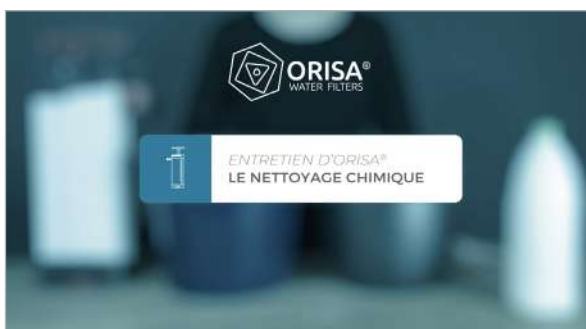 ORISA®
WATER FILTERS
ENTRETIEN D'ORISA®
LE NETTOYAGE CHIMIQUE